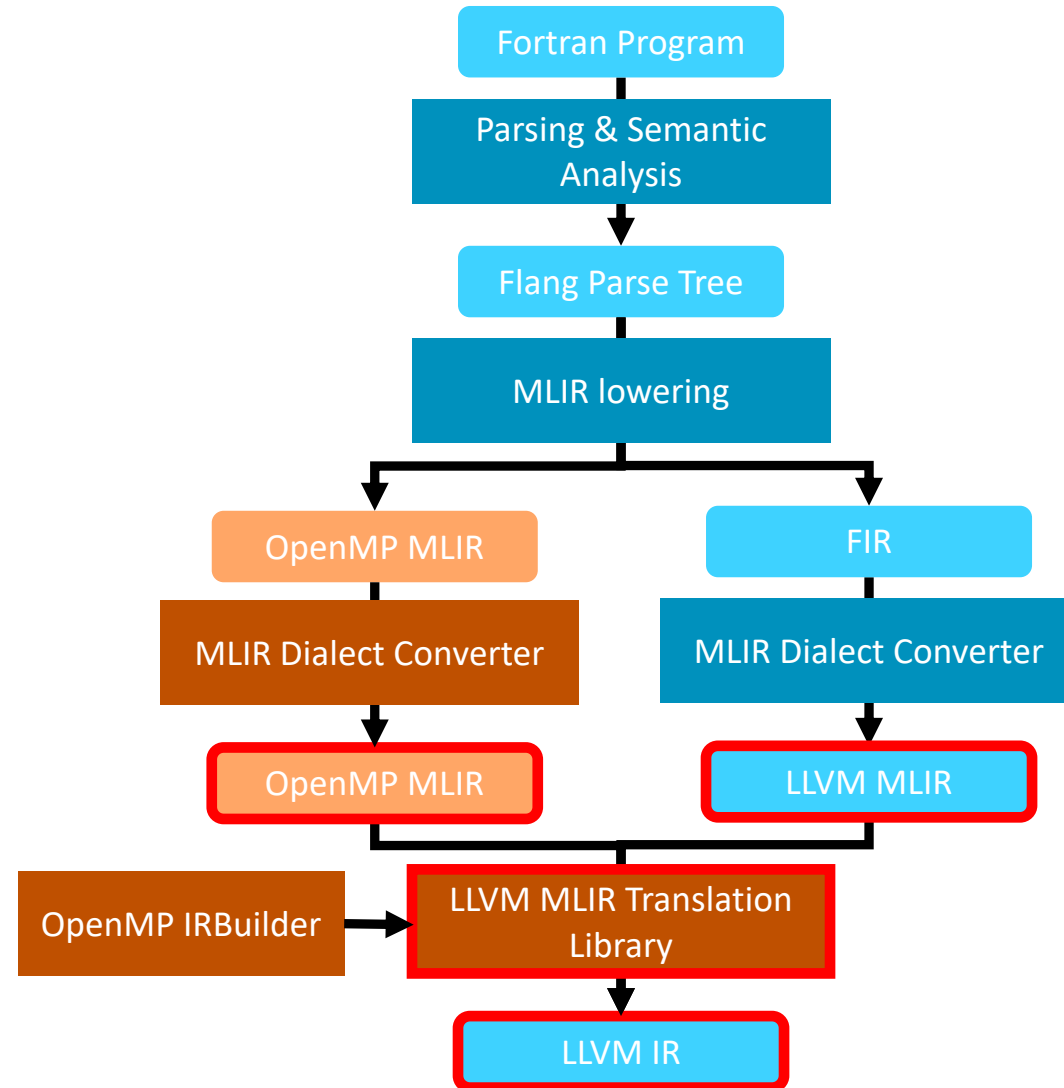 Fortran Program
Parsing & Semantic
Analysis
Flang Parse Tree
MLIR lowering
OpenMP MLIR
FIR
MLIR Dialect Converter
MLIR Dialect Converter
OpenMP MLIR
LLVM MLIR
OpenMP IRBuilder
LLVM MLIR Translation
Library
LLVM IR